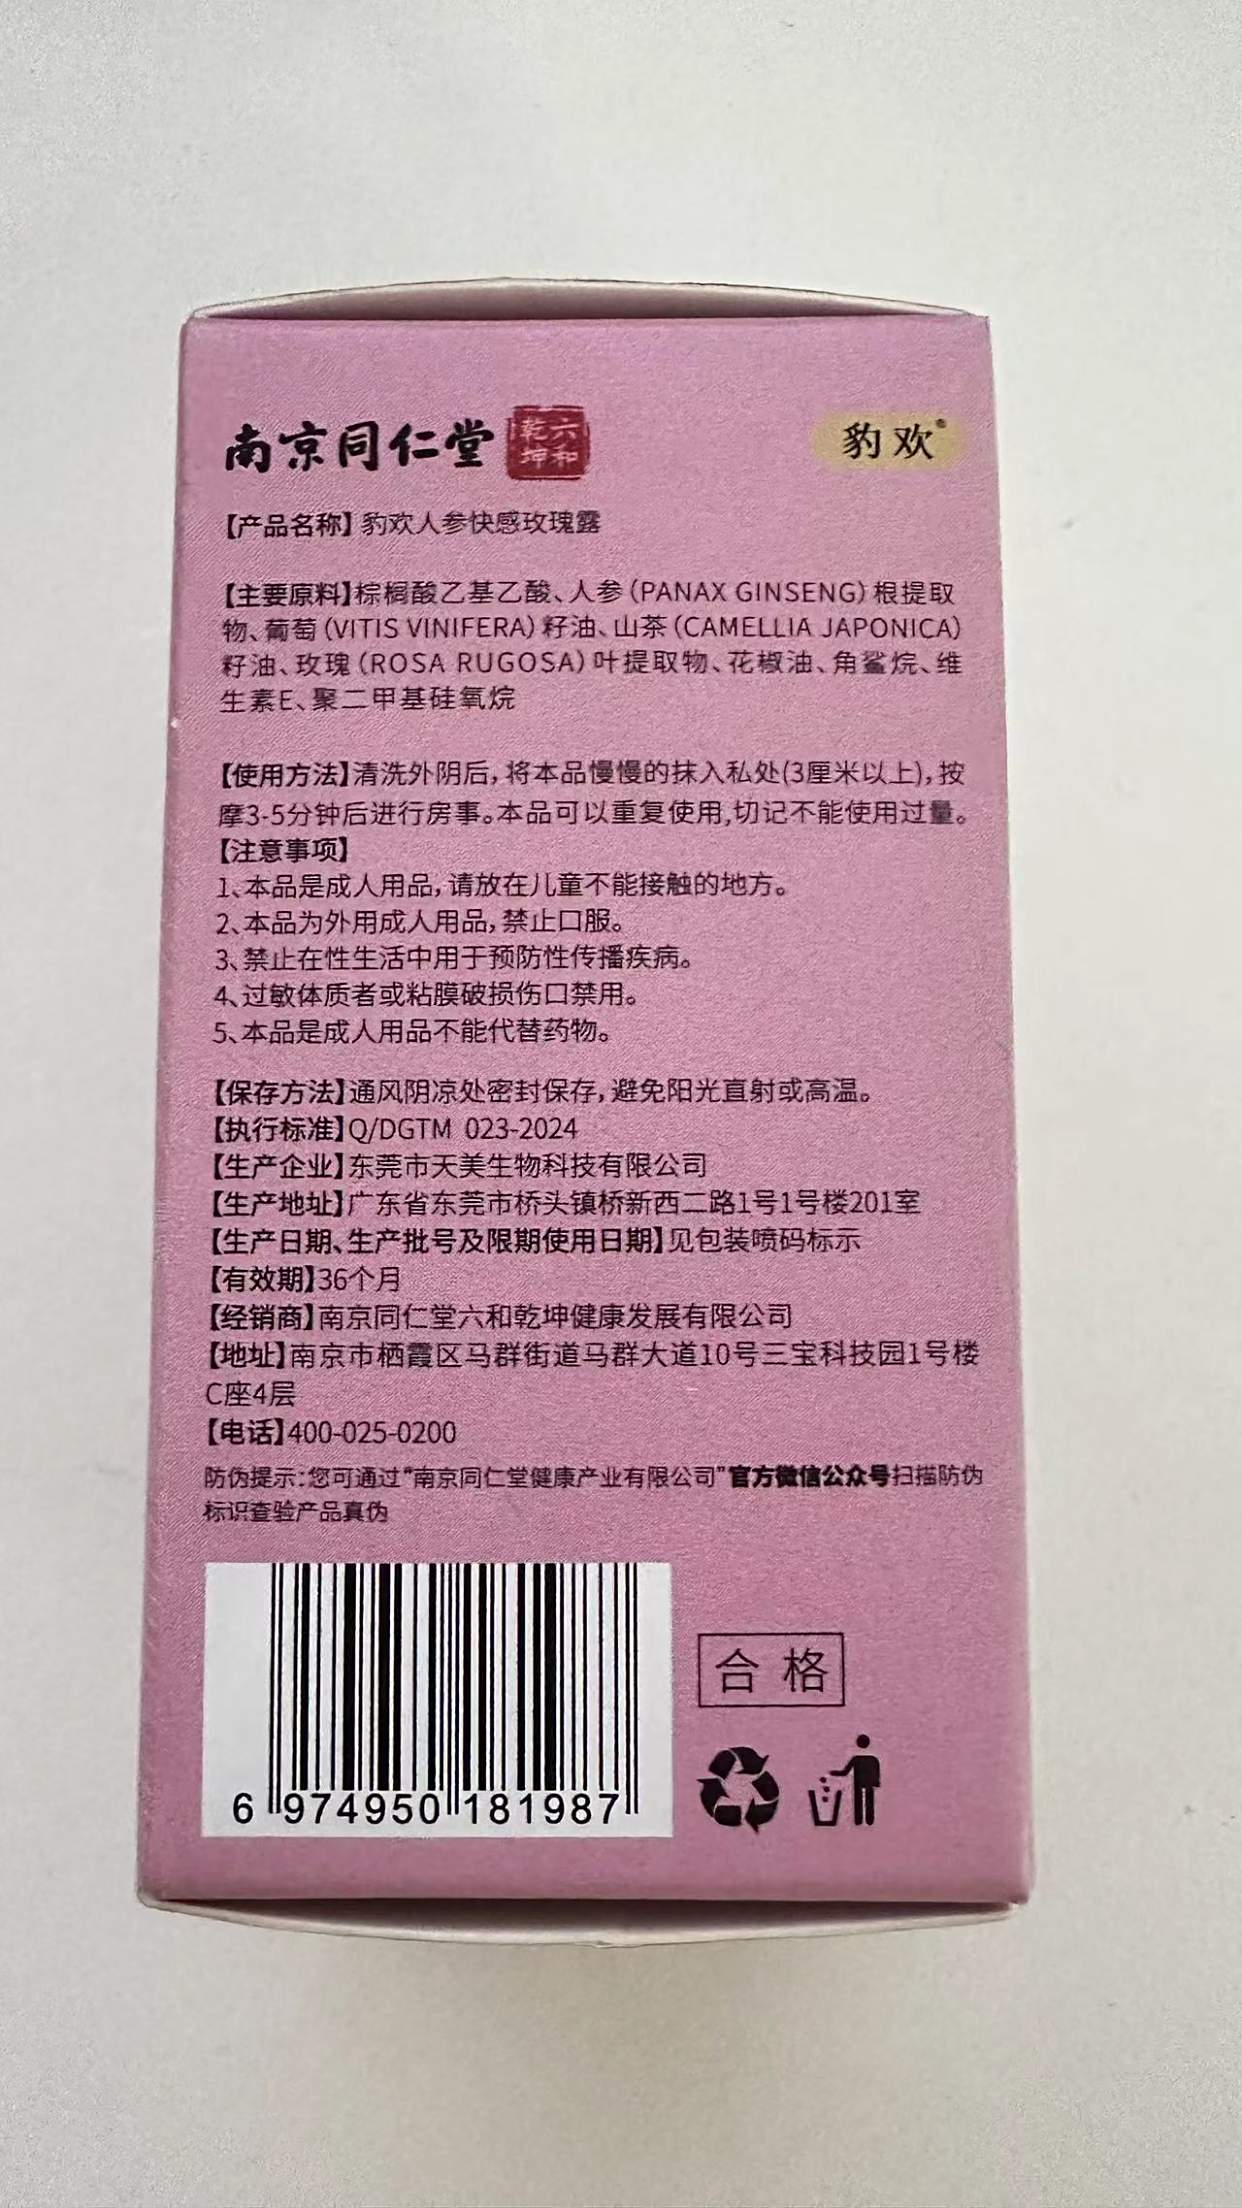 南京同仁堂 乾坤六和 豹欢®
【产品名称】豹欢人参快感玫瑰露
【主要原料】棕榈酸乙基乙酸、人参(PANAX GINSENG)根提取
物、葡萄(VITIS VINIFERA)籽油、山茶(CAMELLIA JAPONICA)
籽油、玫瑰(ROSA RUGOSA)叶提取物、花椒油、角鲨烷、维
生素E、聚二甲基硅氧烷
【使用方法】清洗外阴后，将本品慢慢的抹入私处(3厘米以上)，按
摩3-5分钟后进行房事。本品可以重复使用,切记不能使用过量。
【注意事项】
1、本品是成人用品，请放在儿童不能接触的地方。
2、本品为外用成人用品，禁止口服。
3、禁止在性生活中用于预防性传播疾病。
4、过敏体质者或粘膜破损伤口禁用。
5、本品是成人用品不能代替药物。
【保存方法】通风阴凉处密封保存，避免阳光直射或高温。
【执行标准】Q/DGTM 023-2024
【生产企业】东莞市天美生物科技有限公司
【生产地址】广东省东莞市桥头镇桥新西二路1号1号楼201室
【生产日期、生产批号及限期使用日期】见包装喷码标示
【有效期】36个月
【经销商】南京同仁堂六和乾坤健康发展有限公司
【地址】南京市栖霞区马群街道马群大道10号三宝科技园1号楼
C座4层
【电话】400-025-0200
防伪提示：您可通过“南京同仁堂健康产业有限公司”官方微信公众号扫描防伪
标识查验产品真伪
合格
6 974950 181987